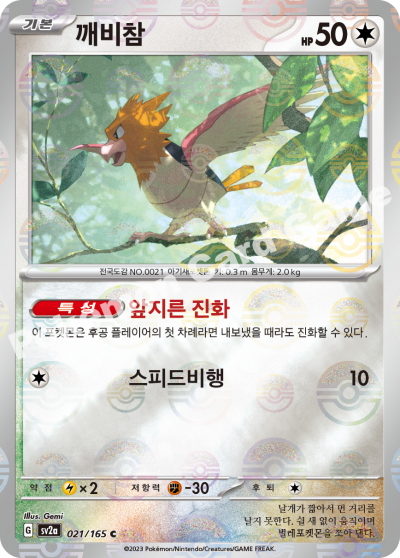 기본 깨비참 HP 50
전국도감 NO.0021 아기새포켓몬 키: 0.3 m 몸무게: 2.0 kg
특성 앞지른 진화
이 포켓몬은 후공 플레이어의 첫 차례라면 내보냈을 때라도 진화할 수 있다.
스피드비행 10
약점 ×2 저항력 -30 후퇴
Illus. Gemi
G sv2a 021/165 C
날개가 짧아서 먼 거리를
날지 못한다. 쉴 새 없이 움직이며
벌레포켓몬을 쪼아 댄다.
©2023 Pokémon/Nintendo/Creatures/GAME FREAK.
Pokémon Card Game